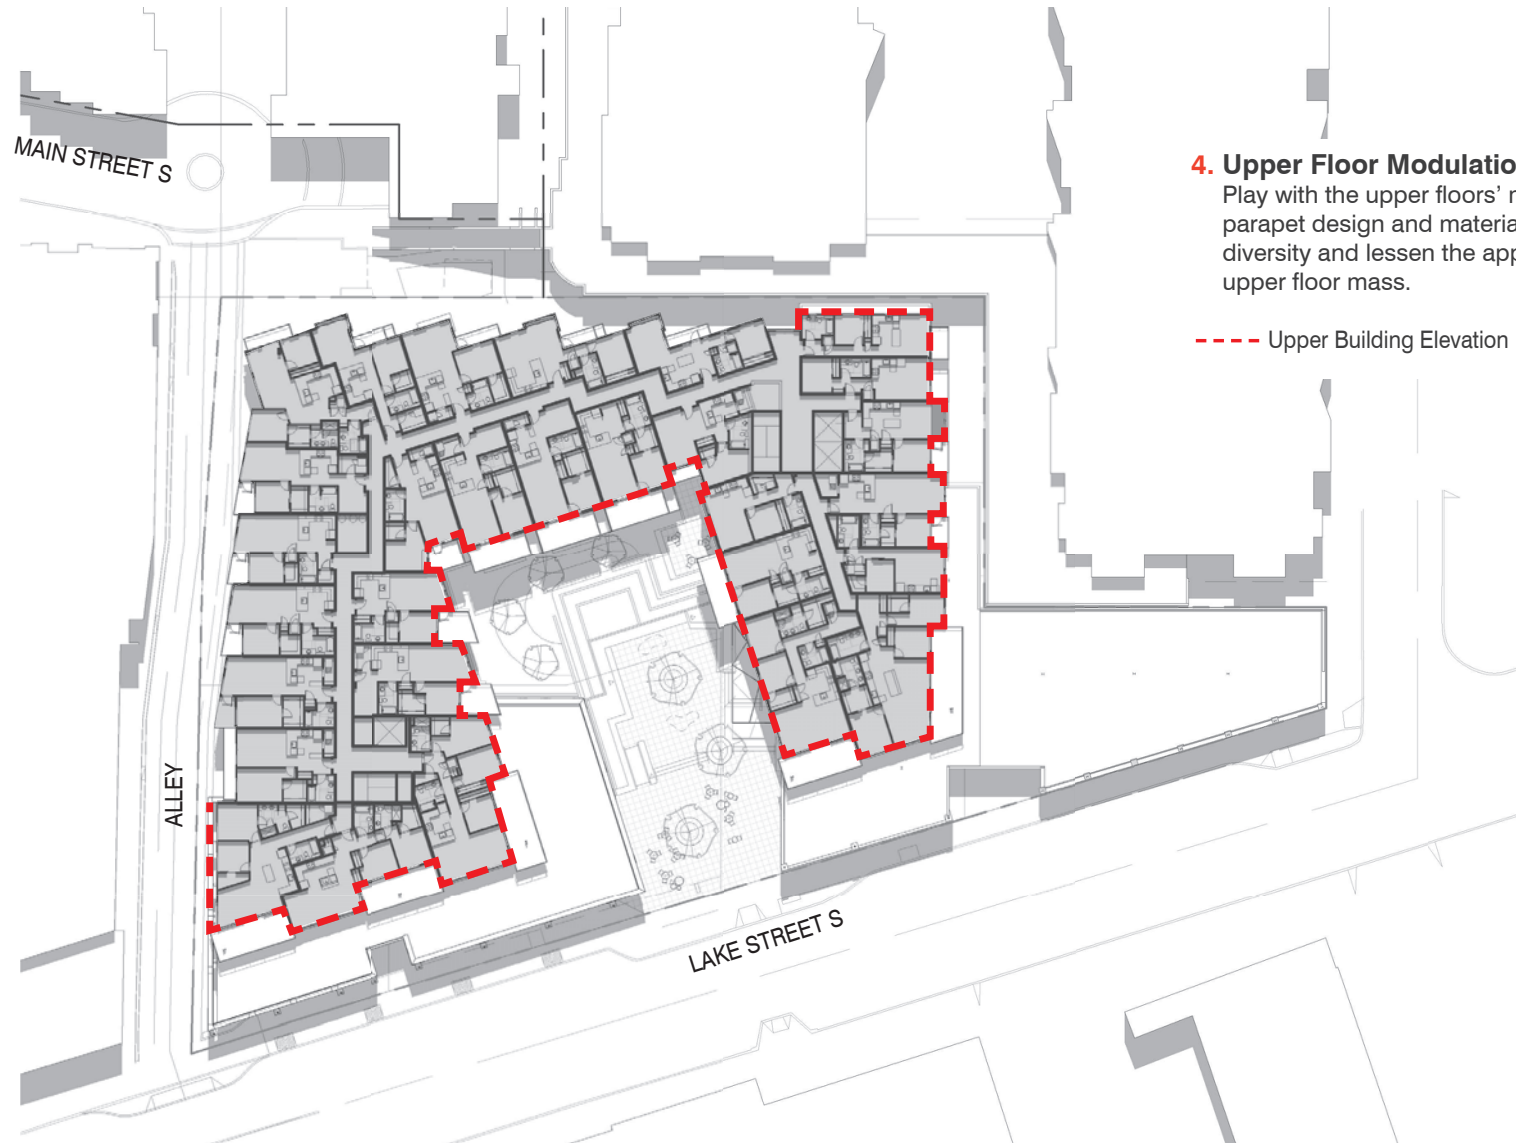 MAIN STREET S
4. Upper Floor Modulatio
Play with the upper floors’
parapet design and materia
diversity and lessen the app
upper floor mass.
Upper Building Elevation
ALLEY
LAKE STREET S